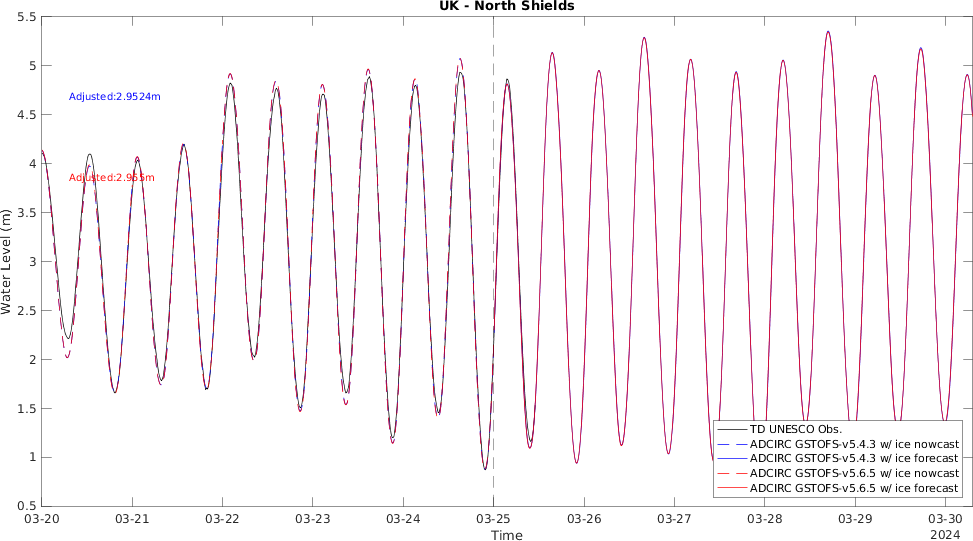 UK - North Shields
5.5
5
4.5
4
3.5
3
2.5
2
1.5
1
0.5
Water Level (m)
Adjusted:2.9524m
Adjusted:2.955m
TD UNESCO Obs.
ADCIRC GSTOFS-v5.4.3 w/ ice nowcast
ADCIRC GSTOFS-v5.4.3 w/ ice forecast
ADCIRC GSTOFS-v5.6.5 w/ ice nowcast
ADCIRC GSTOFS-v5.6.5 w/ ice forecast
03-20 03-21 03-22 03-23 03-24 03-25 03-26 03-27 03-28 03-29 03-30
Time
2024